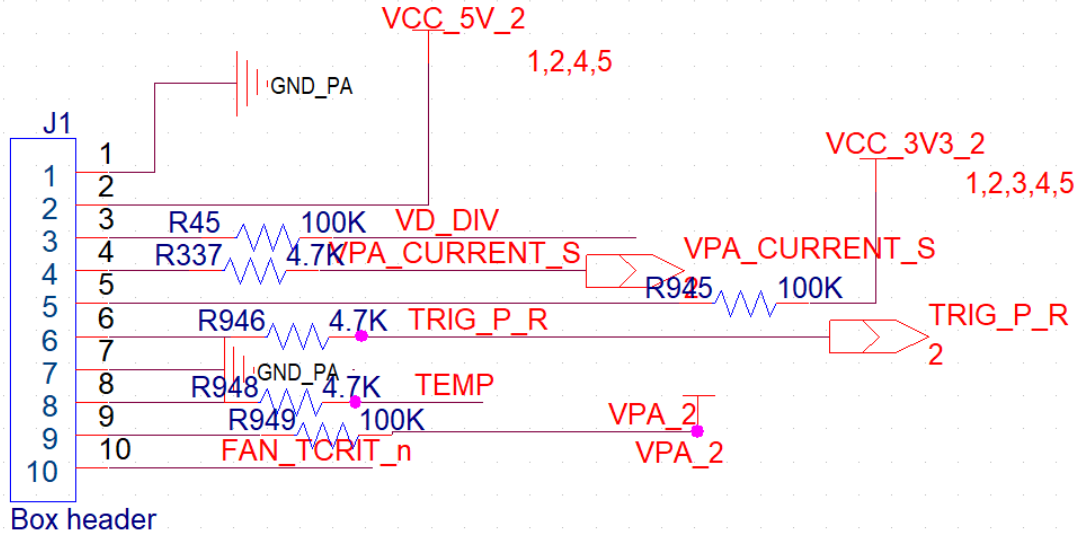 VCC_5V_2
1,2,4,5
GND_PA
J1
VCC_3V3_2
1,2,3,4,5
1 1
2 2
3 3 R45 100K VD_DIV
4 4 R337 4.7K VPA_CURRENT_S VPA_CURRENT_S
2
5 5 R945 100K
6 6 R946 4.7K TRIG_P_R TRIG_P_R
2
7 7 GND_PA
8 8 R948 4.7K TEMP
9 9 R949 100K VPA_2
VPA_2
10 10 FAN_TCRIT_n
Box header